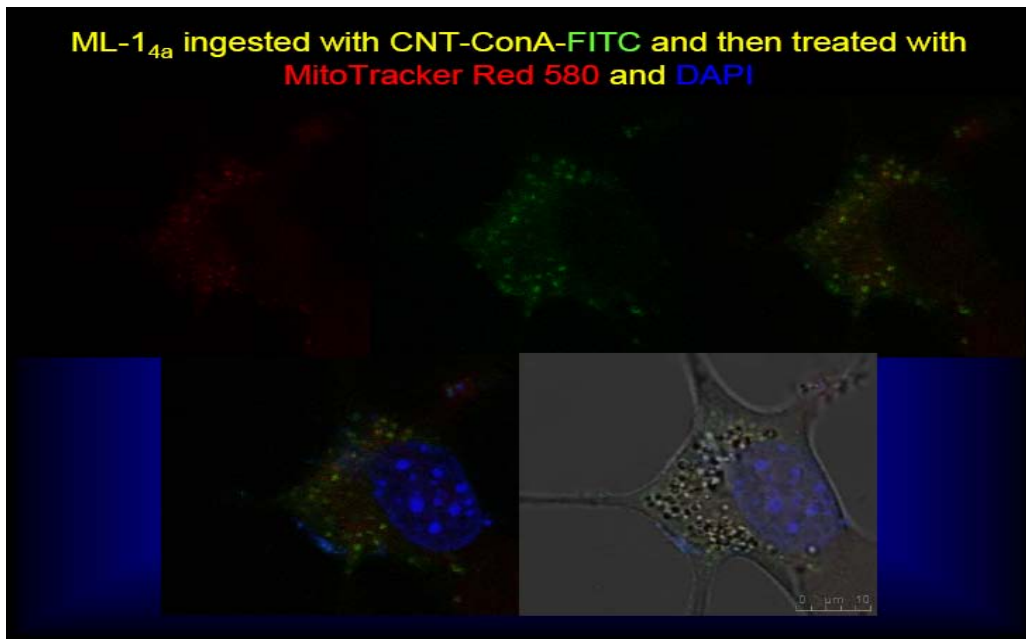 ML-1₄ₐ ingested with CNT-ConA-FITC and then treated with
MitoTracker Red 580 and DAPI
0 μm 10